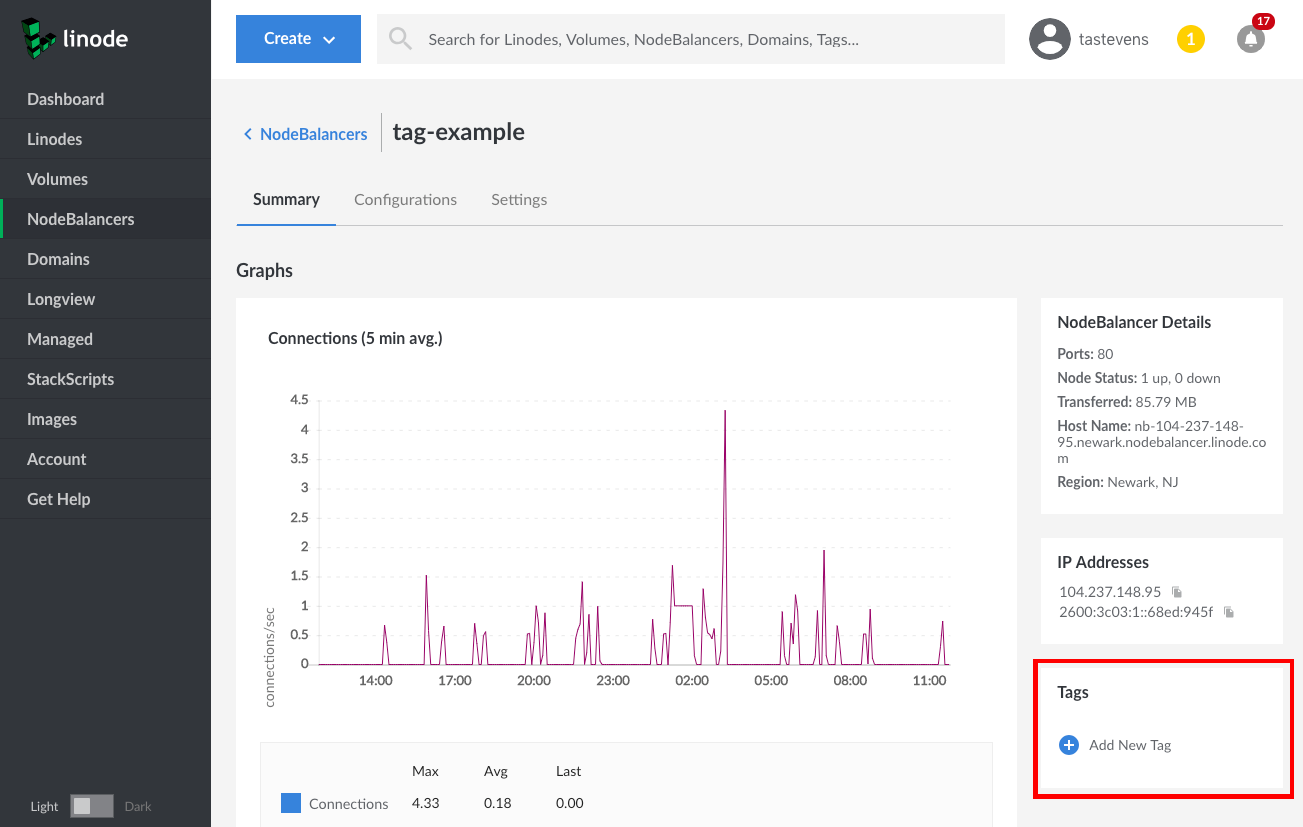 linode
Create
Search for Linodes, Volumes, NodeBalancers, Domains, Tags...
tastevens
1
17
Dashboard
Linodes
Volumes
NodeBalancers
Domains
Longview
Managed
StackScripts
Images
Account
Get Help
Light
Dark
NodeBalancers
tag-example
Summary
Configurations
Settings
Graphs
Connections (5 min avg.)
4.5
4
3.5
3
2.5
2
1.5
1
0.5
0
connections/sec
14:00 17:00 20:00 23:00 02:00 05:00 08:00 11:00
Max Avg Last
Connections 4.33 0.18 0.00
NodeBalancer Details
Ports: 80
Node Status: 1 up, 0 down
Transferred: 85.79 MB
Host Name: nb-104-237-148-
95.newark.nodebalancer.linode.co
m
Region: Newark, NJ
IP Addresses
104.237.148.95
2600:3c03:1::68ed:945f
Tags
Add New Tag